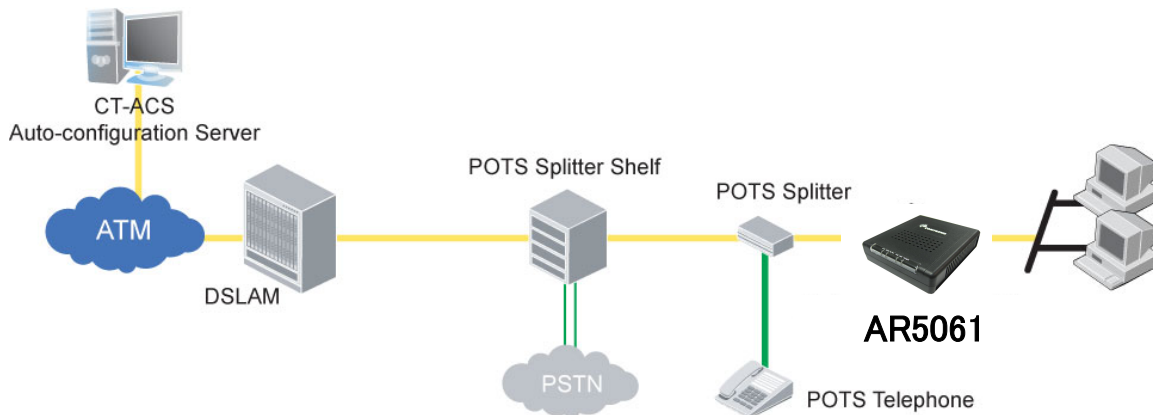 CT-ACS
Auto-configuration Server
ATM
DSLAM
POTS Splitter Shelf
PSTN
POTS Splitter
POTS Telephone
AR5061